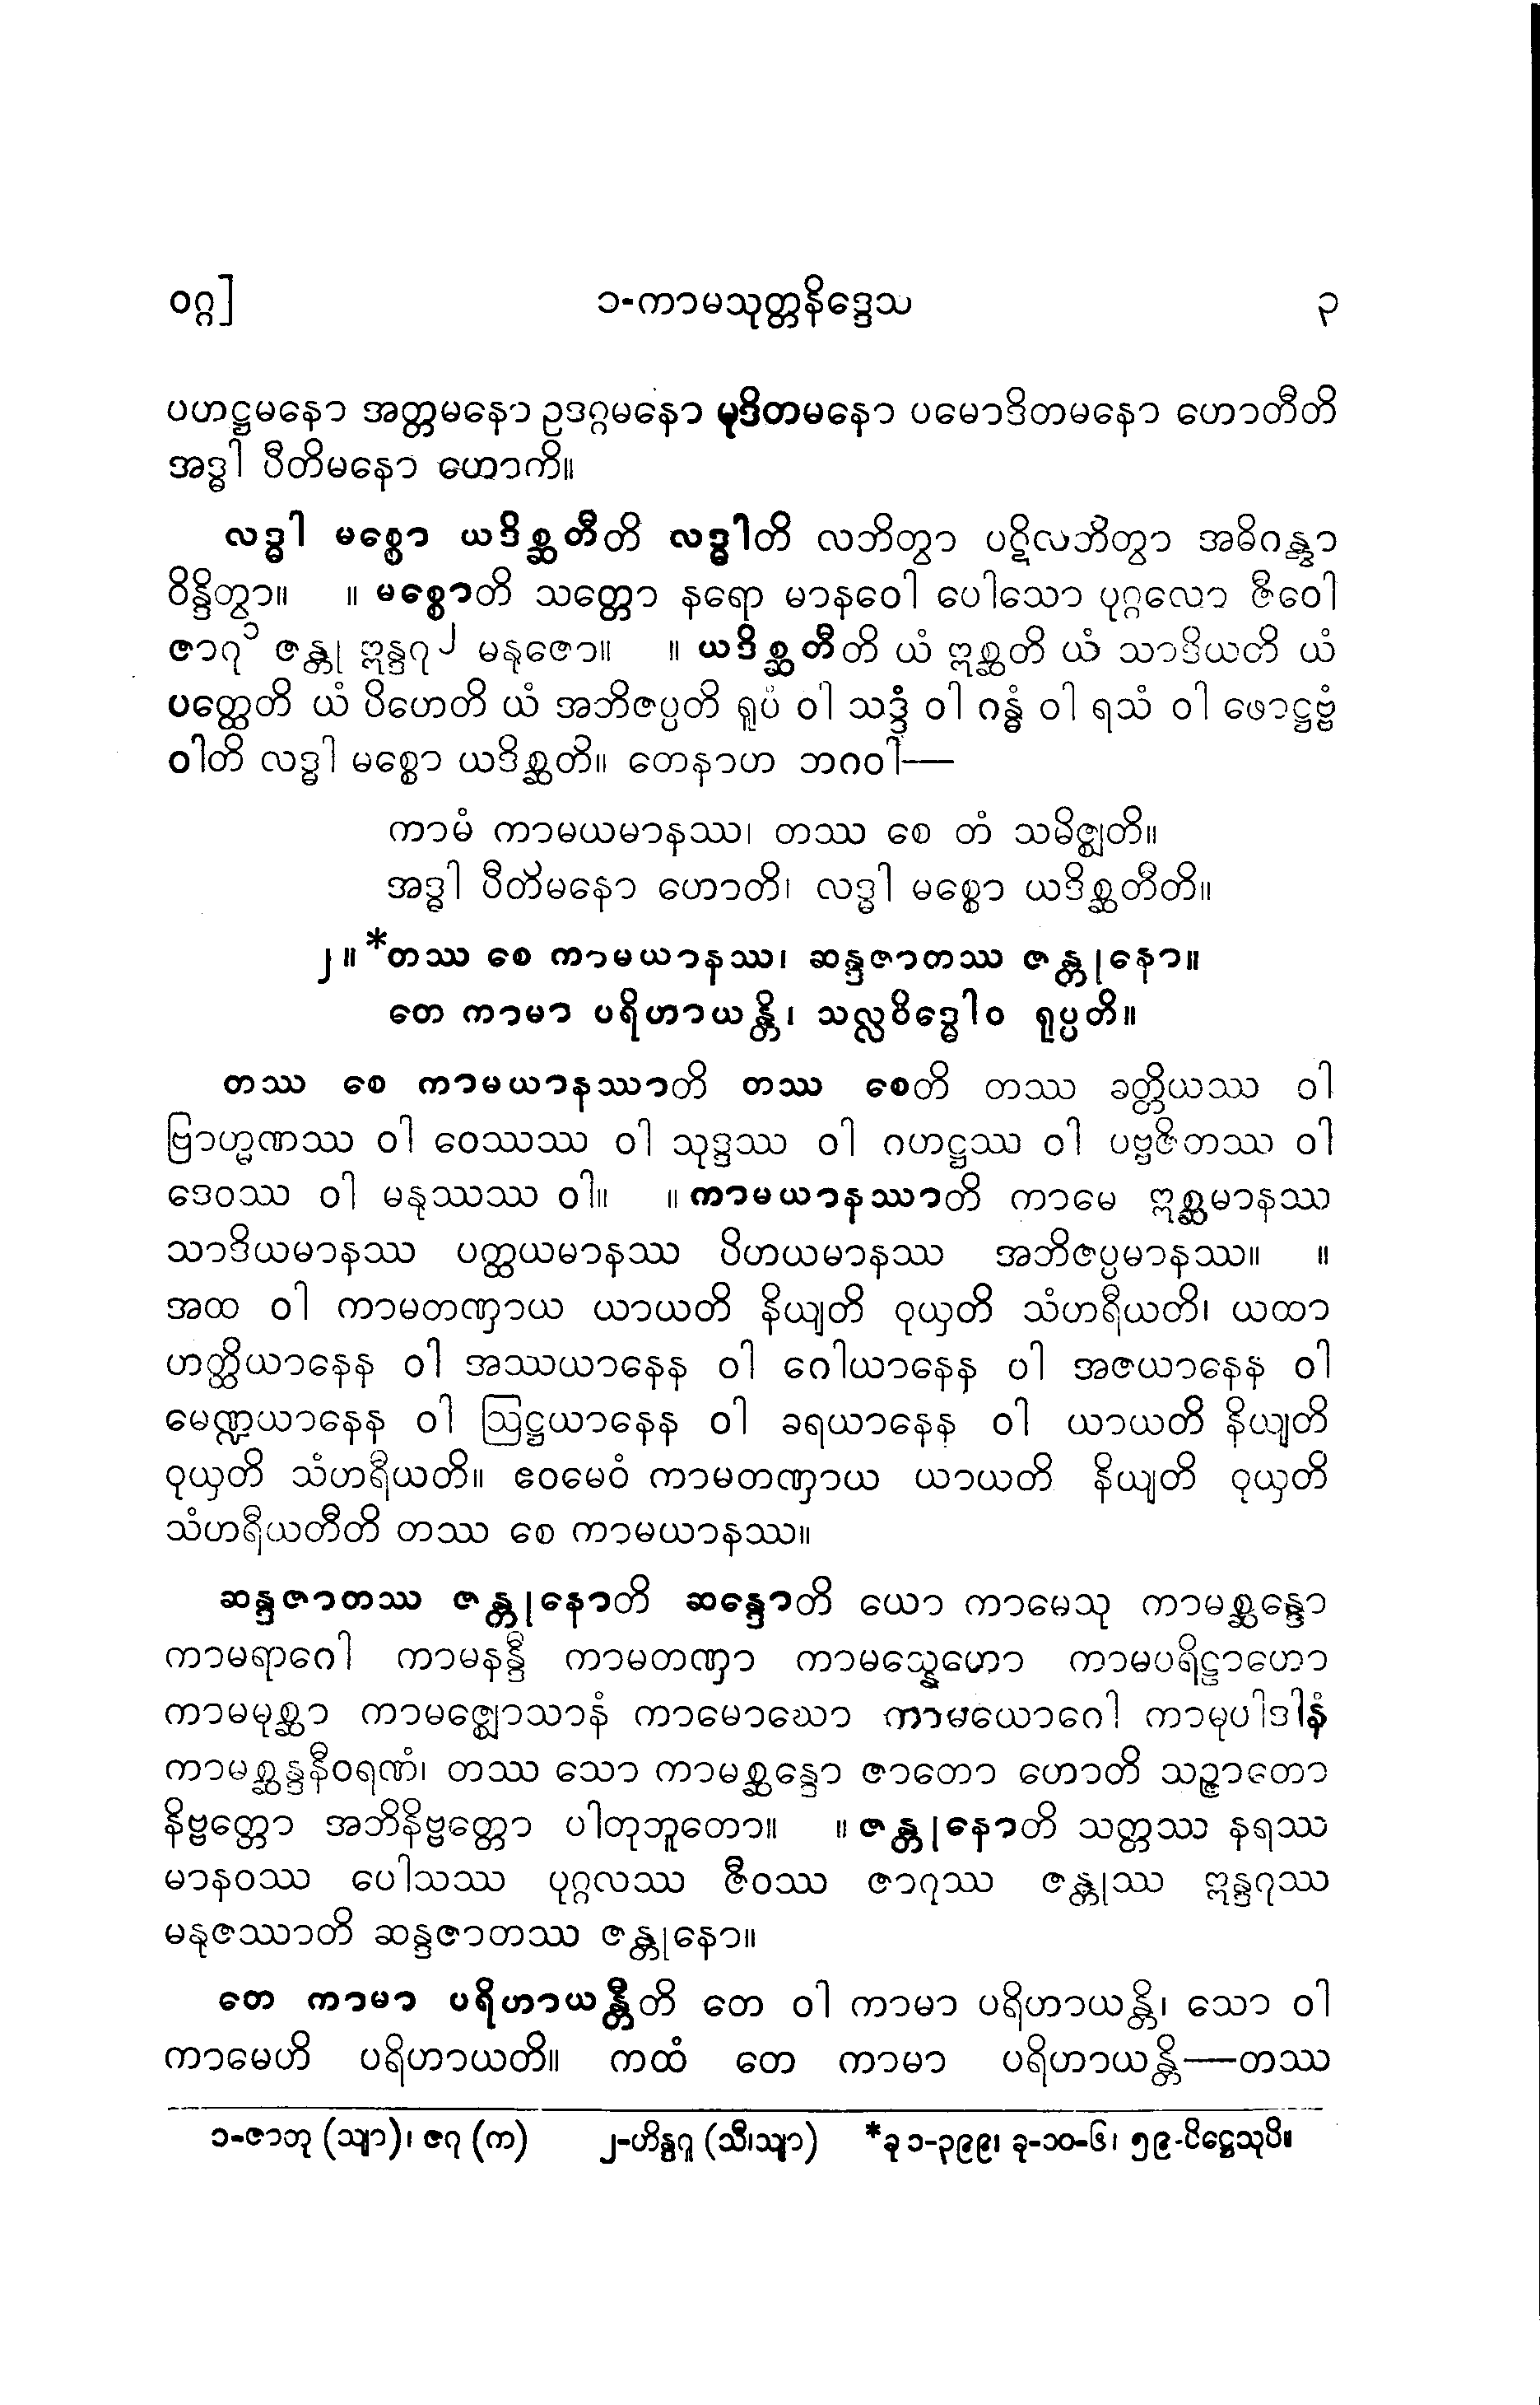 ဝဂ္ဂ]
၁-ကာမသုတ္တနိဒ္ဒေသ
၃
ပဟဋ္ဌမနော အတ္တမနော ဥဒဂ္ဂမနော မုဒိတမနော ပမောဒိတမနော ဟောတီတိ
အဒ္ဓါ ပီတိမနော ဟောကိ။
လဒ္ဓါ မစ္စော ယဒိစ္ဆတီတိ လဒ္ဓါတိ လဘိတွာ ပဋိလဘိတွာ အဓိဂန္တွာ
ဝိန္ဒိတွာ။ ။ မစ္စောတိ သတ္တော နရော မာနဝေါ ပေါသော ပုဂ္ဂလော ဇီဝေါ
ဇာဂု၁ ဇန္တု ဣန္ဒဂု၂ မနုဇော။ ။ ယဒိစ္ဆတီတိ ယံ ဣစ္ဆတိ ယံ သာဒိယတိ ယံ
ပတ္ထေတိ ယံ ပိဟေတိ ယံ အဘိဇပ္ပတိ ရူပံ ဝါ သဒ္ဒံ ဝါ ဂန္ဓံ ဝါ ရသံ ဝါ ဖောဋ္ဌဗ္ဗံ
ဝါတိ လဒ္ဓါ မစ္စော ယဒိစ္ဆတိ။ တေနာဟ ဘဂဝါ—
ကာမံ ကာမယမာနဿ၊ တဿ စေ တံ သမိဇ္ဈတိ။
အဒ္ဓါ ပီတိမနော ဟောတိ၊ လဒ္ဓါ မစ္စော ယဒိစ္ဆတီတိ။
၂။ *တဿ စေ ကာမယာနဿ၊ ဆန္ဒဇာတဿ ဇန္တုနော။
တေ ကာမာ ပရိဟာယန္တိ၊ သလ္လဝိဒ္ဓေါဝ ရုပ္ပတိ။
တဿ စေ ကာမယာနဿာတိ တဿ စေတိ တဿ ခတ္တိယဿ ဝါ
ဗြာဟ္မဏဿ ဝါ ဝေဿဿ ဝါ သုဒ္ဒဿ ဝါ ဂဟဋ္ဌဿ ဝါ ပဗ္ဗဇိတဿ ဝါ
ဒေဝဿ ဝါ မနုဿဿ ဝါ။ ။ ကာမယာနဿာတိ ကာမေ ဣစ္ဆမာနဿ
သာဒိယမာနဿ ပတ္ထယမာနဿ ပိဟယမာနဿ အဘိဇပ္ပမာနဿ။ ။
အထ ဝါ ကာမတဏှာယ ယာယတိ နိယျတိ ဝုယှတိ သံဟရီယတိ၊ ယထာ
ဟတ္ထိယာနေန ဝါ အဿယာနေန ဝါ ဂေါယာနေန ဝါ အဇယာနေန ဝါ
မေဏ္ဍယာနေန ဝါ ဩဋ္ဌယာနေန ဝါ ခရယာနေန ဝါ ယာယတိ နိယျတိ
ဝုယှတိ သံဟရီယတိ။ ဧဝမေဝံ ကာမတဏှာယ ယာယတိ နိယျတိ ဝုယှတိ
သံဟရီယတီတိ တဿ စေ ကာမယာနဿ။
ဆန္ဒဇာတဿ ဇန္တုနောတိ ဆန္ဒောတိ ယော ကာမေသု ကာမစ္ဆန္ဒော
ကာမရာဂေါ ကာမနန္ဒီ ကာမတဏှာ ကာမသ္နေဟော ကာမပရိဠာဟော
ကာမမုစ္ဆာ ကာမဇ္ဈောသာနံ ကာမောဃော ကာမယောဂေါ ကာမုပါဒါနံ
ကာမစ္ဆန္ဒနီဝရဏံ၊ တဿ သော ကာမစ္ဆန္ဒော ဇာတော ဟောတိ သဉ္ဇာတော
နိဗ္ဗတ္တော အဘိနိဗ္ဗတ္တော ပါတုဘူတော။ ။ ဇန္တုနောတိ သတ္တဿ နရဿ
မာနဝဿ ပေါသဿ ပုဂ္ဂလဿ ဇီဝဿ ဇာဂုဿ ဇန္တုဿ ဣန္ဒဂုဿ
မနုဇဿာတိ ဆန္ဒဇာတဿ ဇန္တုနော။
တေ ကာမာ ပရိဟာယန္တီတိ တေ ဝါ ကာမာ ပရိဟာယန္တိ၊ သော ဝါ
ကာမေဟိ ပရိဟာယတိ။ ကထံ တေ ကာမာ ပရိဟာယန္တိ—တဿ
၁-ဇာတု (သျာ)၊ ဇဂု (က) ၂-ဟိန္ဒဂူ (သီ၊သျာ) *ခု ၁-၃၉၉၊ ခု-၁၀-၆၊ ၅၉-ပိဋ္ဌေသုပိ။